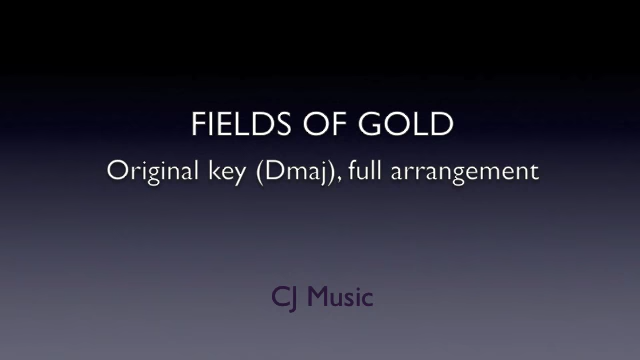 FIELDS OF GOLD
Original key (Dmaj), full arrangement
CJ Music